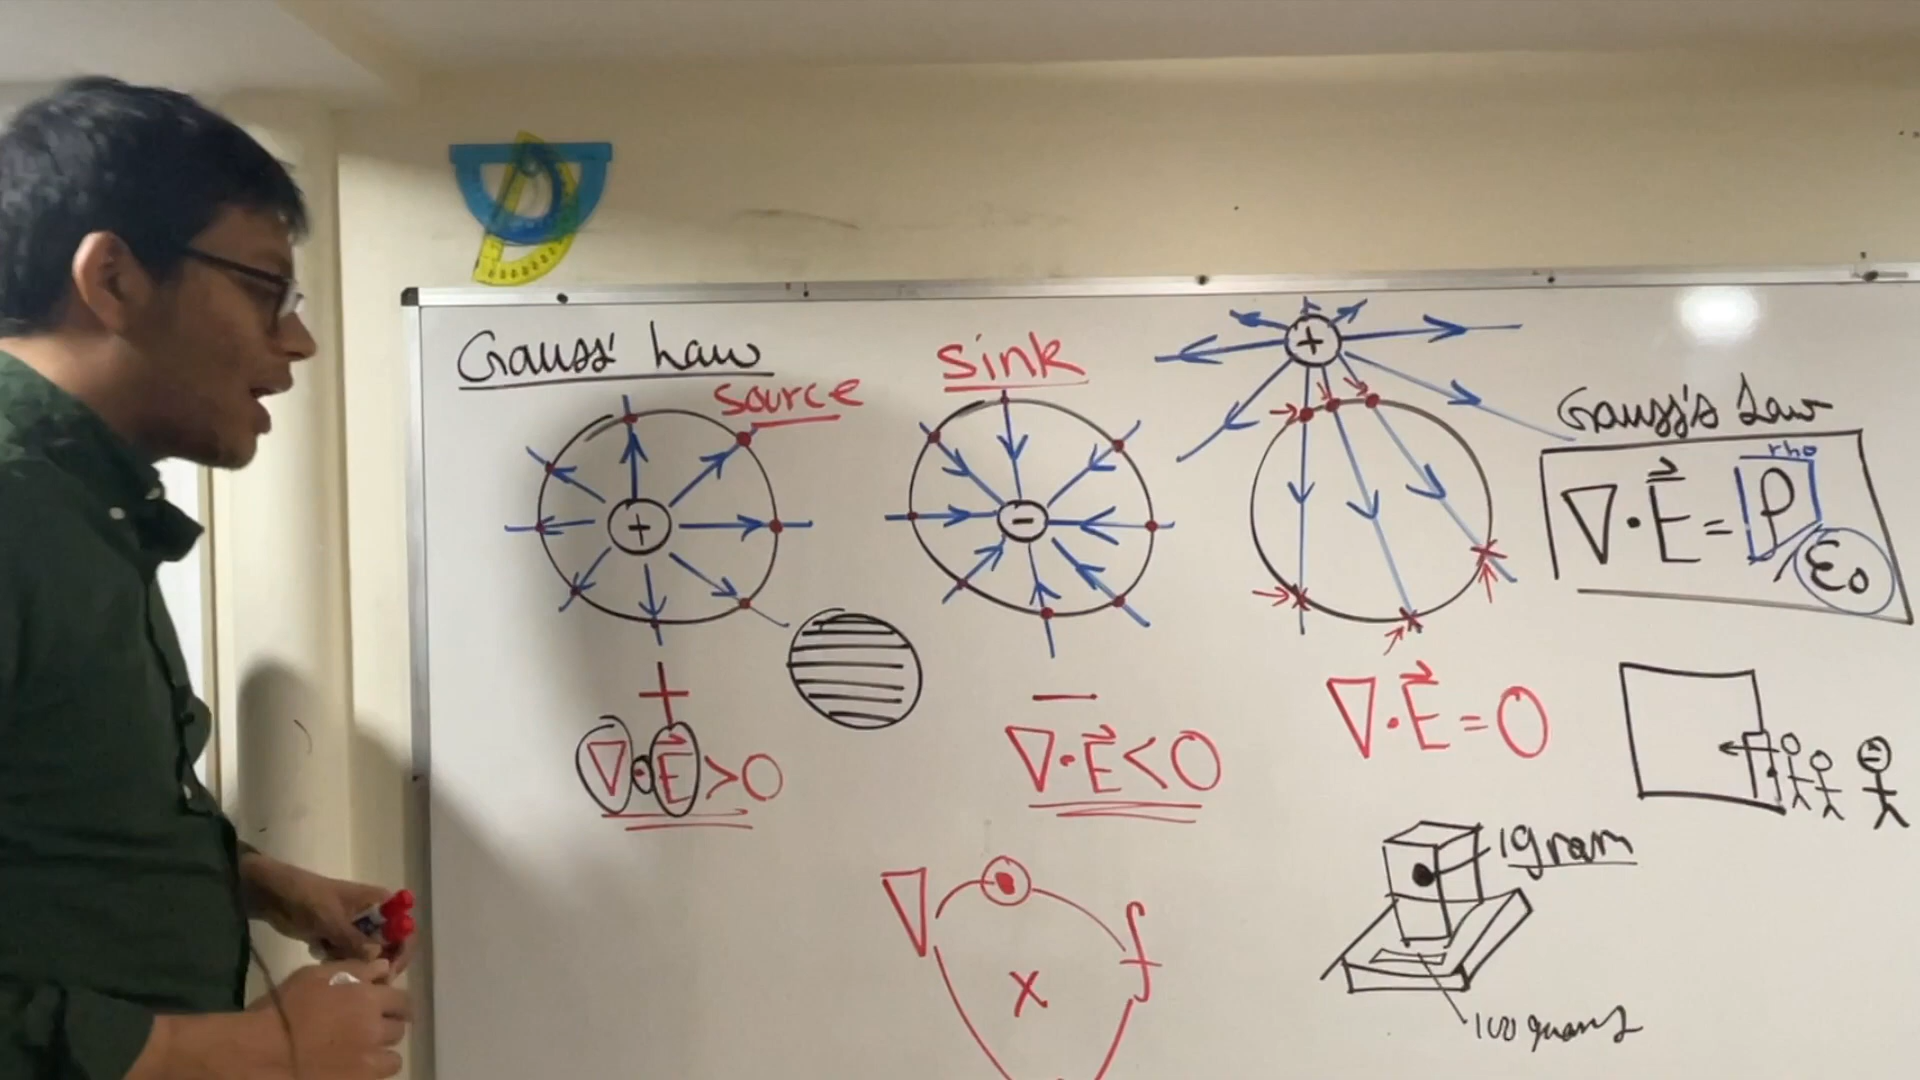 Gauss' Law
source
sink
+
+
-
Gauss's Law
rho
∇·E⃗ = ρ/ε0
+
∇·E⃗ >0
−
∇·E⃗ <0
∇·E⃗ = 0
∇ · f
x
1gram
100 grams